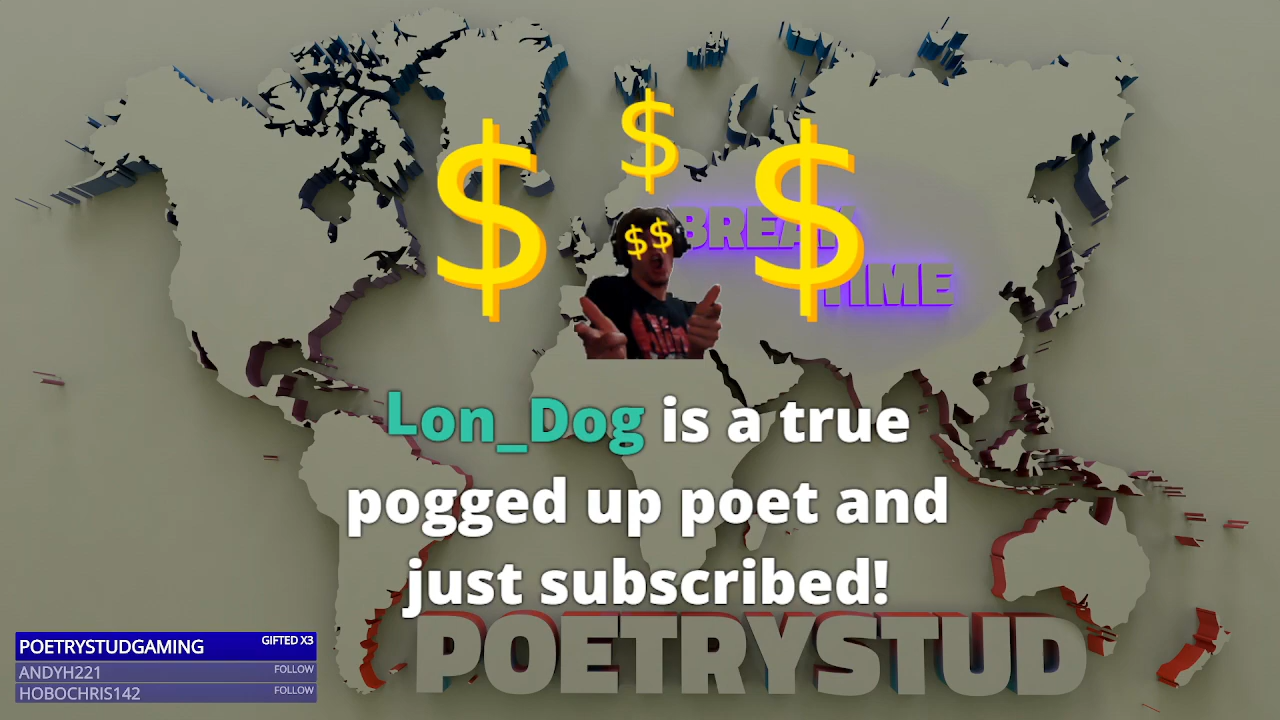 $
$
$
$$
BREAK
TIME
Lon_Dog is a true
pogged up poet and
just subscribed!
POETRYSTUD
POETRYSTUDGAMING GIFTED X3
ANDYH221 FOLLOW
HOBOCHRIS142 FOLLOW